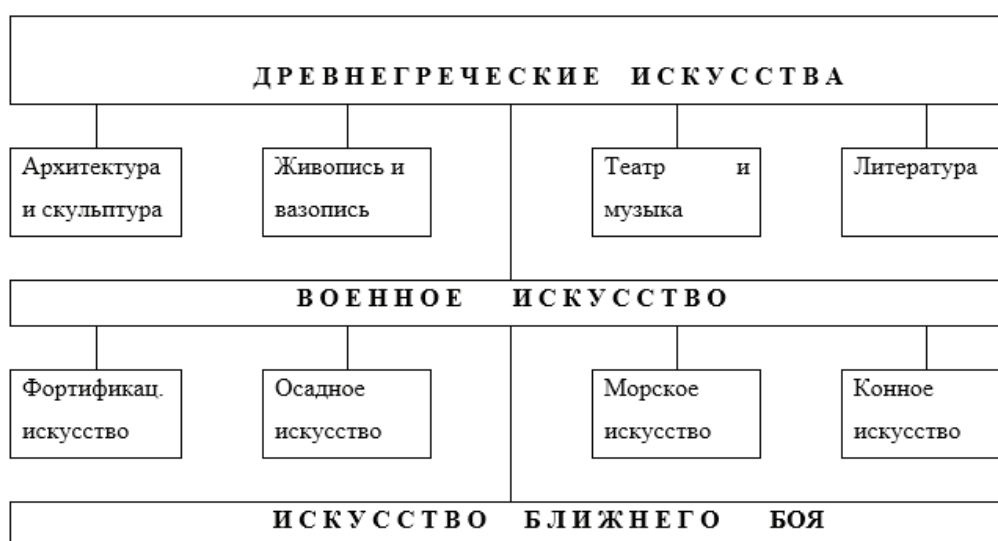 ДРЕВНЕГРЕЧЕСКИЕ ИСКУССТВА
Архитектура
и скульптура
Живопись и
вазопись
Театр и
музыка
Литература
ВОЕННОЕ ИСКУССТВО
Фортификац.
искусство
Осадное
искусство
Морское
искусство
Конное
искусство
ИСКУССТВО БЛИЖНЕГО БОЯ